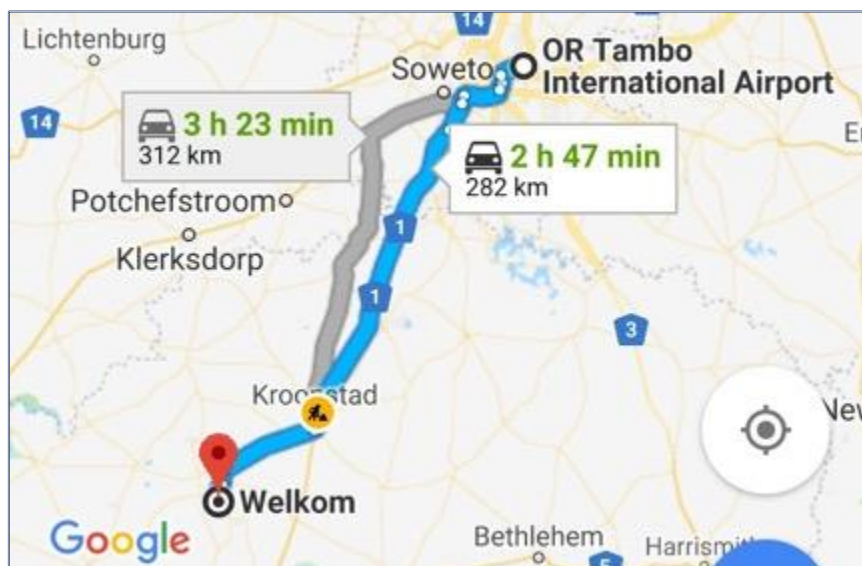 14
Lichtenburg
OR Tambo
International Airport
Soweto
14
3 h 23 min
312 km
2 h 47 min
282 km
Potchefstroom
Klerksdorp
1
1
3
Kroonstad
Welkom
Google
Bethlehem
5